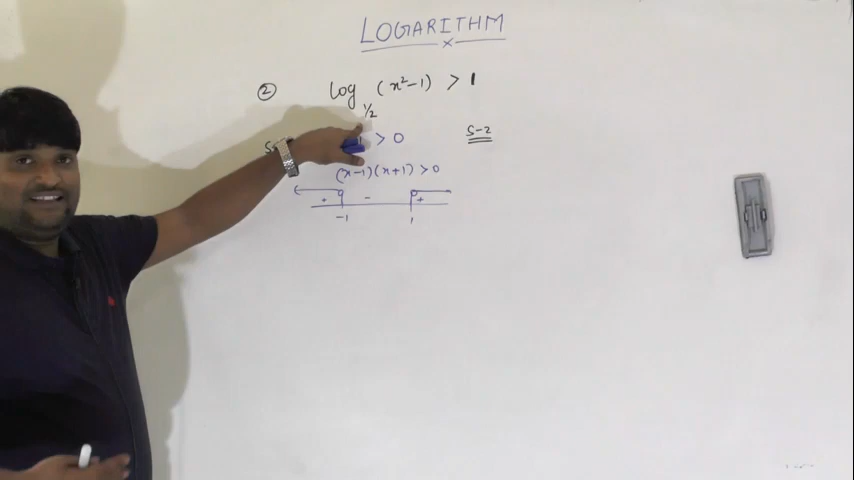 LOGARITHM
x
② log 1/2 (x²-1) > 1
> 0 S-2
(x-1)(x+1) > 0
+ - +
-1 1